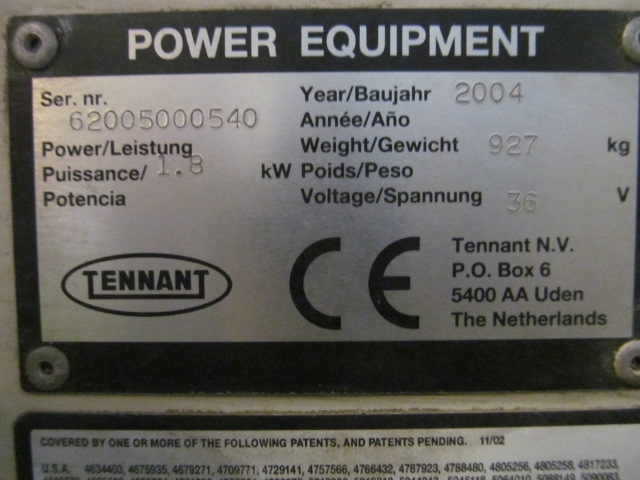 POWER EQUIPMENT
Ser. nr.
62005000540
Power/Leistung
Puissance/ 1.8 kW
Potencia
Year/Baujahr 2004
Année/Año
Weight/Gewicht 927 kg
Poids/Peso
Voltage/Spannung 36 V
TENNANT
CE
Tennant N.V.
P.O. Box 6
5400 AA Uden
The Netherlands
COVERED BY ONE OR MORE OF THE FOLLOWING PATENTS, AND PATENTS PENDING. 11/02
U.S.A. 4634403, 4675935, 4679271, 4709771, 4729141, 4757566, 4766432, 4787923, 4788480, 4805256, 4805258, 4817233,